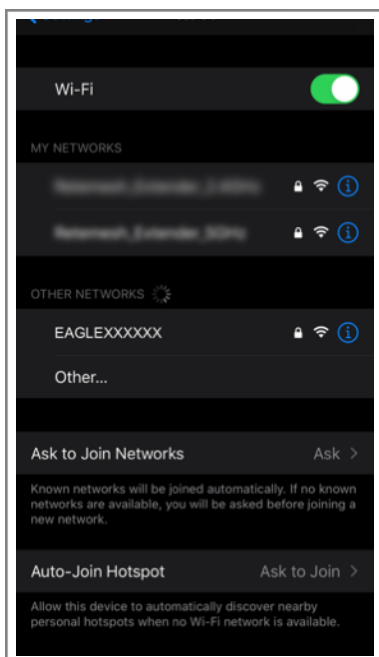 Wi-Fi
MY NETWORKS
OTHER NETWORKS
EAGLEXXXXXX
Other...
Ask to Join Networks Ask >
Known networks will be joined automatically. If no known
networks are available, you will be asked before joining a
new network.
Auto-Join Hotspot Ask to Join >
Allow this device to automatically discover nearby
personal hotspots when no Wi-Fi network is available.